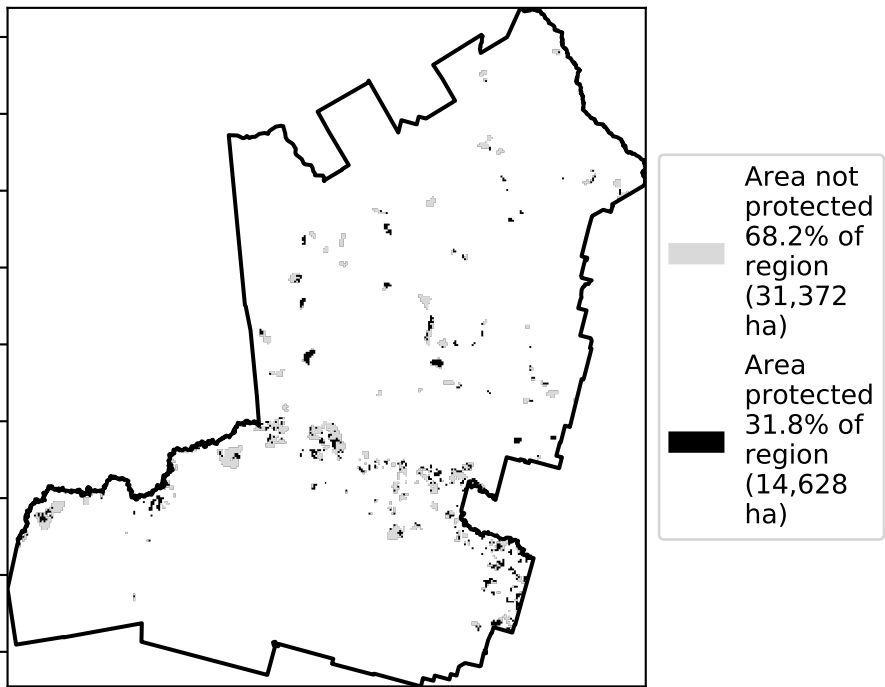 Area not
protected
68.2% of
region
(31,372
ha)
Area
protected
31.8% of
region
(14,628
ha)